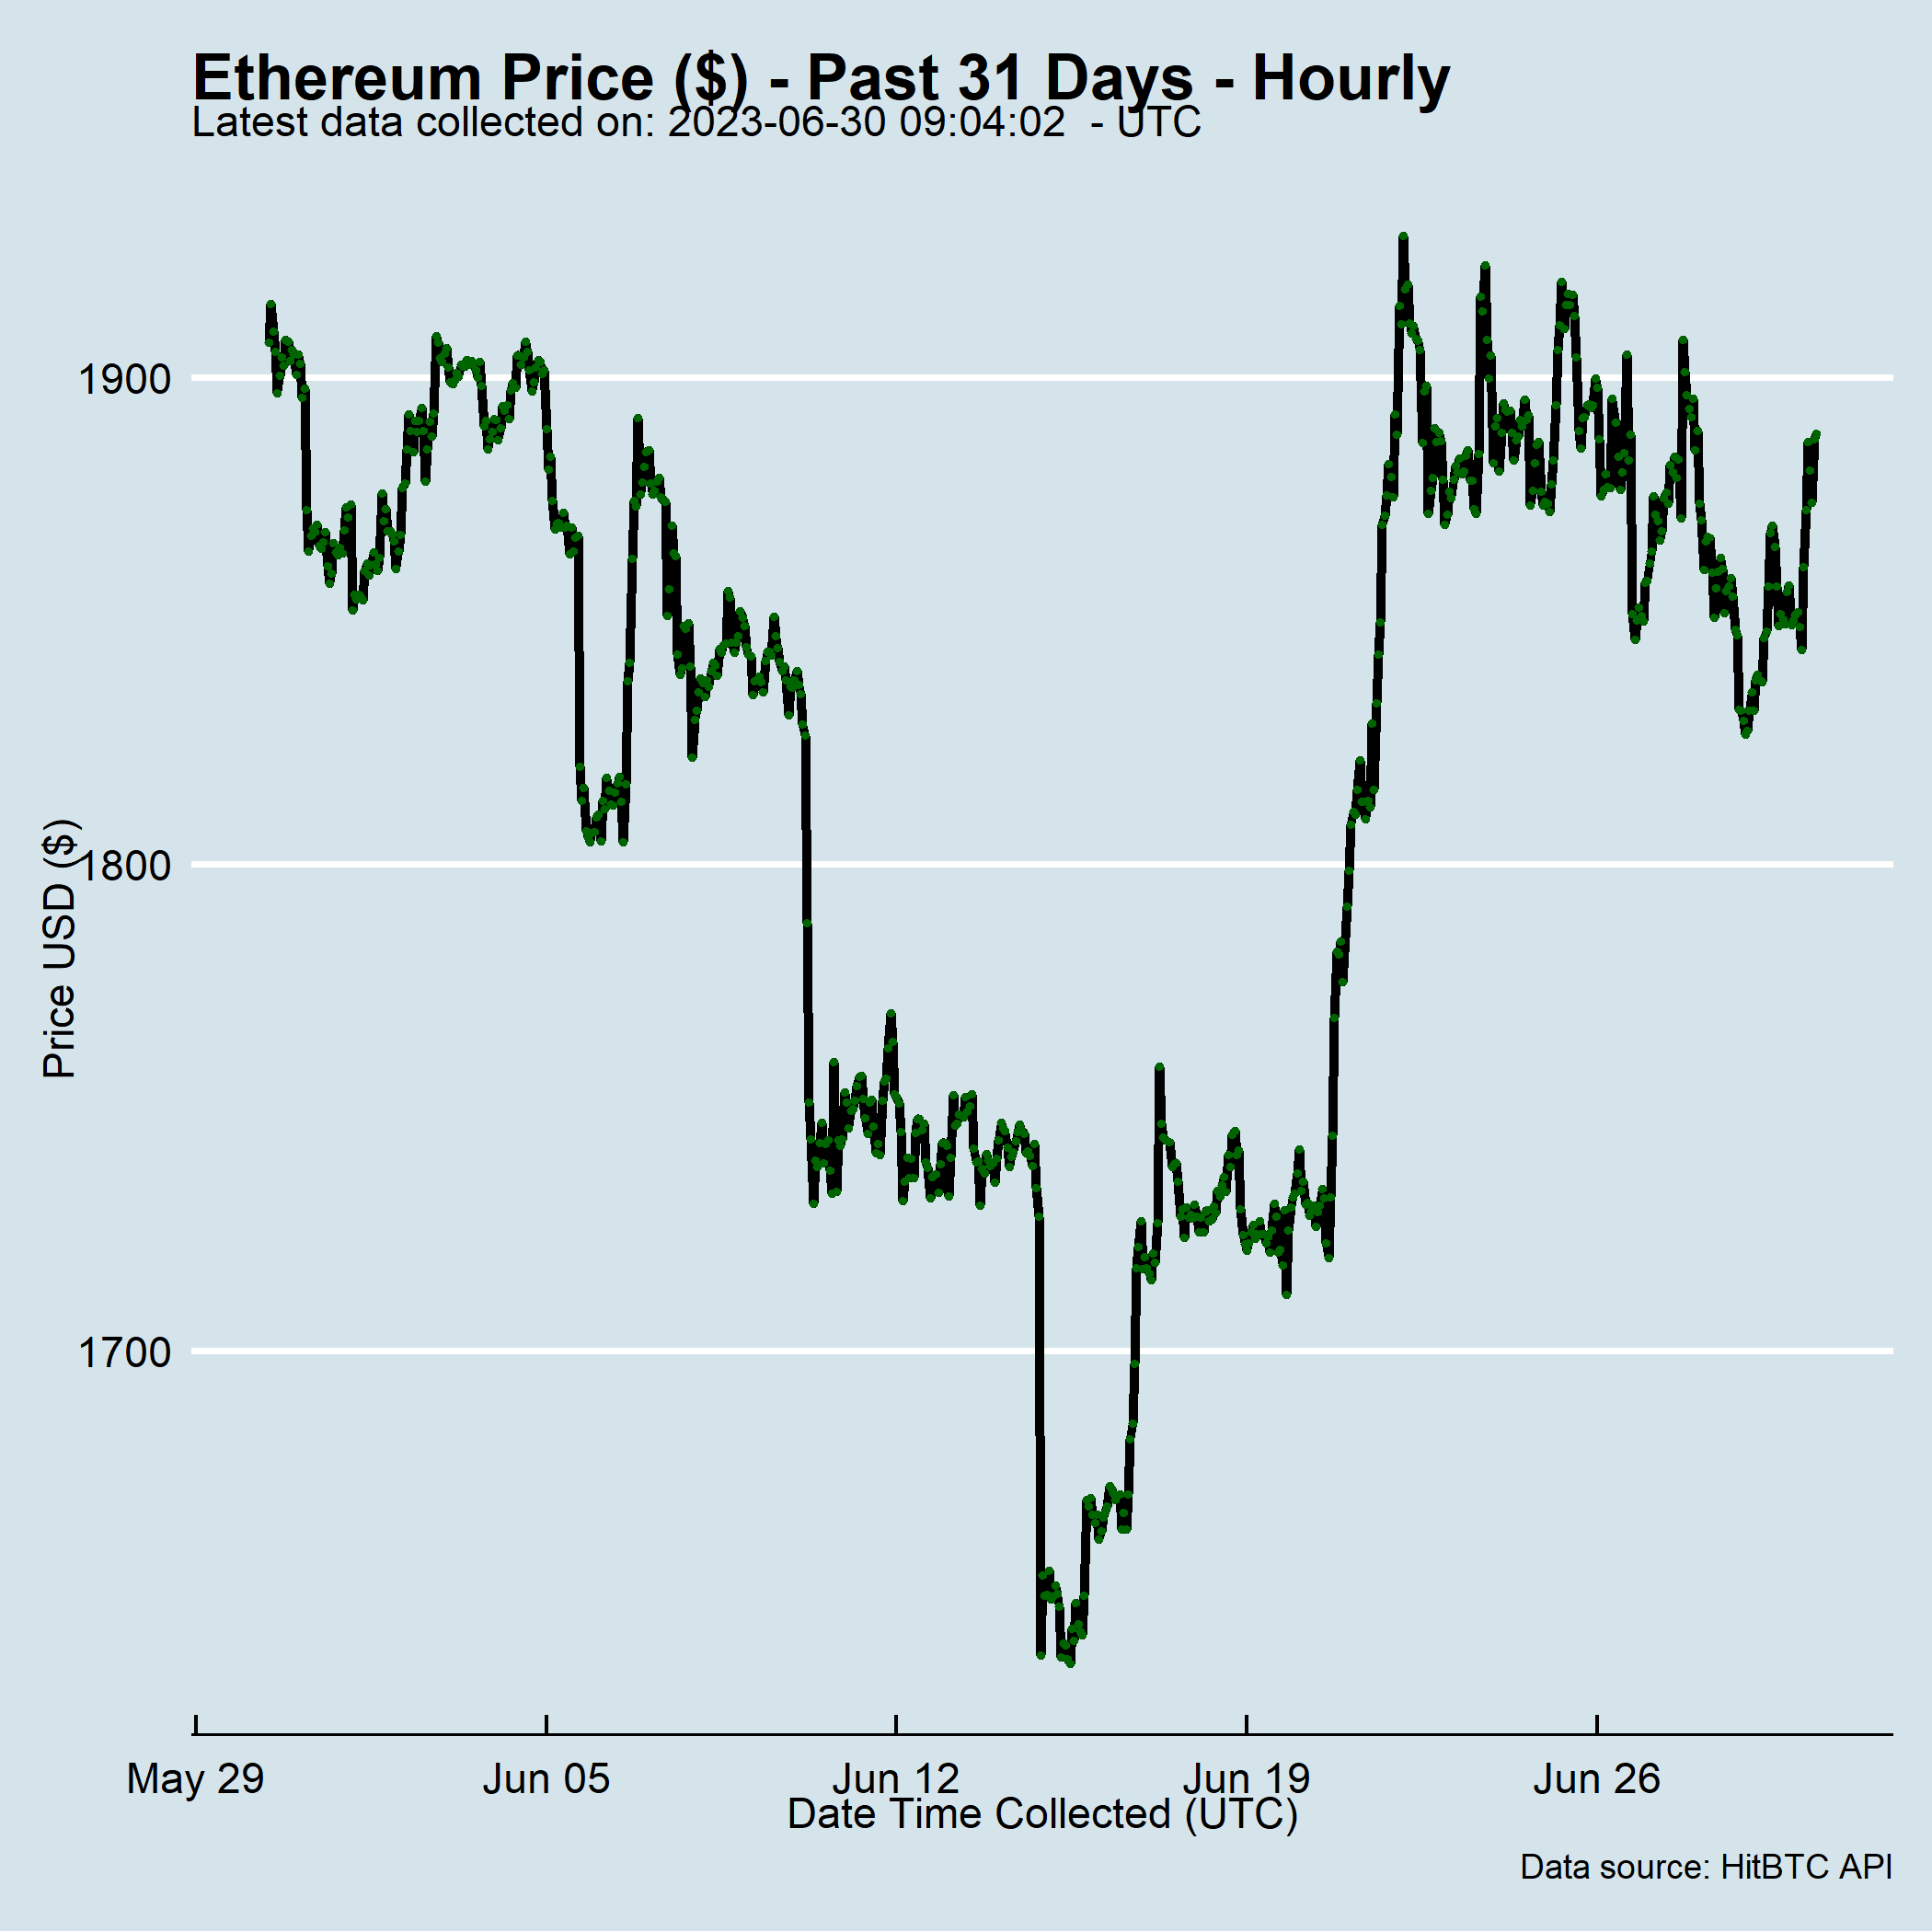 Ethereum Price ($) - Past 31 Days - Hourly
Latest data collected on: 2023-06-30 09:04:02  - UTC
Price USD ($)
1900
1800
1700
May 29
Jun 05
Jun 12
Jun 19
Jun 26
Date Time Collected (UTC)
Data source: HitBTC API